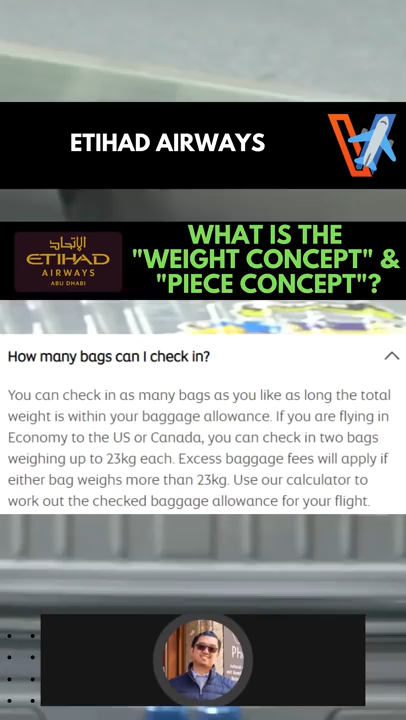 ETIHAD AIRWAYS
الإتحاد
ETIHAD
AIRWAYS
ABU DHABI
WHAT IS THE
"WEIGHT CONCEPT" &
"PIECE CONCEPT"?
How many bags can I check in?
You can check in as many bags as you like as long the total
weight is within your baggage allowance. If you are flying in
Economy to the US or Canada, you can check in two bags
weighing up to 23kg each. Excess baggage fees will apply if
either bag weighs more than 23kg. Use our calculator to
work out the checked baggage allowance for your flight.
PH